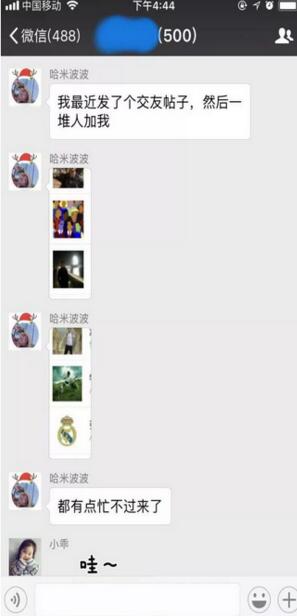 中国移动 下午4:44
微信(488) (500)
哈米波波
我最近发了个交友帖子，然后一
堆人加我
哈米波波
哈米波波
哈米波波
都有点忙不过来了
小乖
哇～